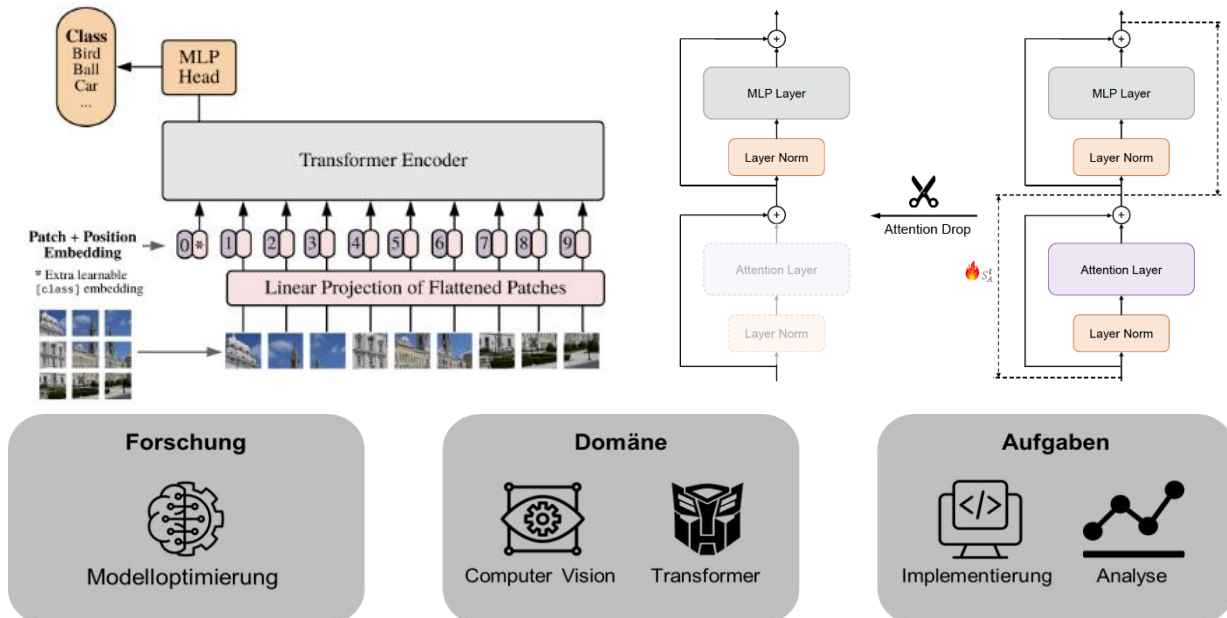 Class
Bird
Ball
Car
...
MLP
Head
Transformer Encoder
Patch + Position
Embedding
* Extra learnable
[class] embedding
0 * 1 2 3 4 5 6 7 8 9
Linear Projection of Flattened Patches
+
MLP Layer
Layer Norm
+
Attention Layer
Layer Norm
Attention Drop
+
MLP Layer
Layer Norm
+
S_A^l
Attention Layer
Layer Norm
Forschung
Modelloptimierung
Domäne
Computer Vision
Transformer
Aufgaben
</>
Implementierung
Analyse